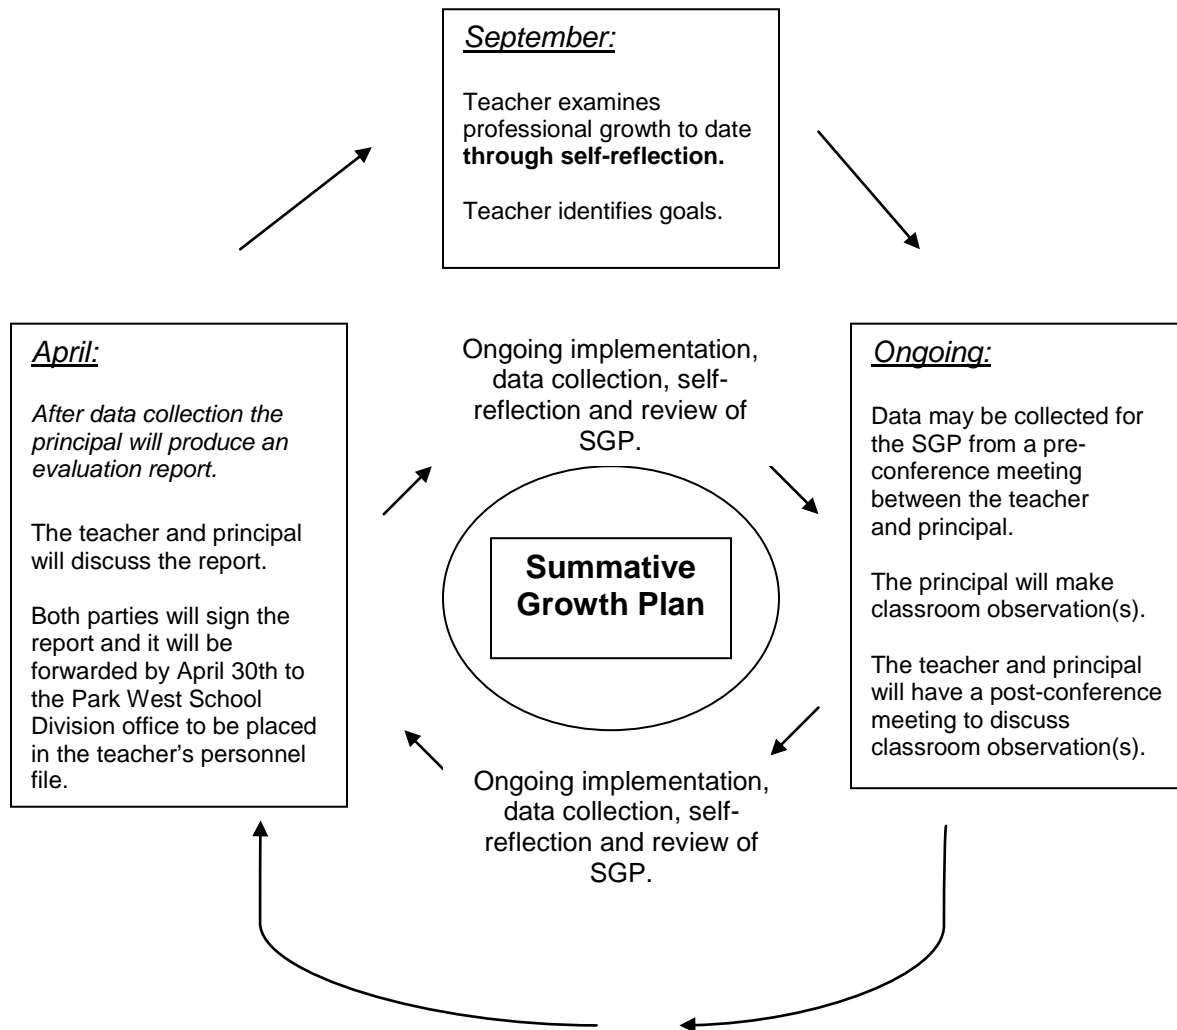 September:
Teacher examines
professional growth to date
through self-reflection.
Teacher identifies goals.
April:
After data collection the
principal will produce an
evaluation report.
The teacher and principal
will discuss the report.
Both parties will sign the
report and it will be
forwarded by April 30th to
the Park West School
Division office to be placed
in the teacher’s personnel
file.
Ongoing implementation,
data collection, self-
reflection and review of
SGP.
Summative
Growth Plan
Ongoing implementation,
data collection, self-
reflection and review of
SGP.
Ongoing:
Data may be collected for
the SGP from a pre-
conference meeting
between the teacher
and principal.
The principal will make
classroom observation(s).
The teacher and principal
will have a post-conference
meeting to discuss
classroom observation(s).